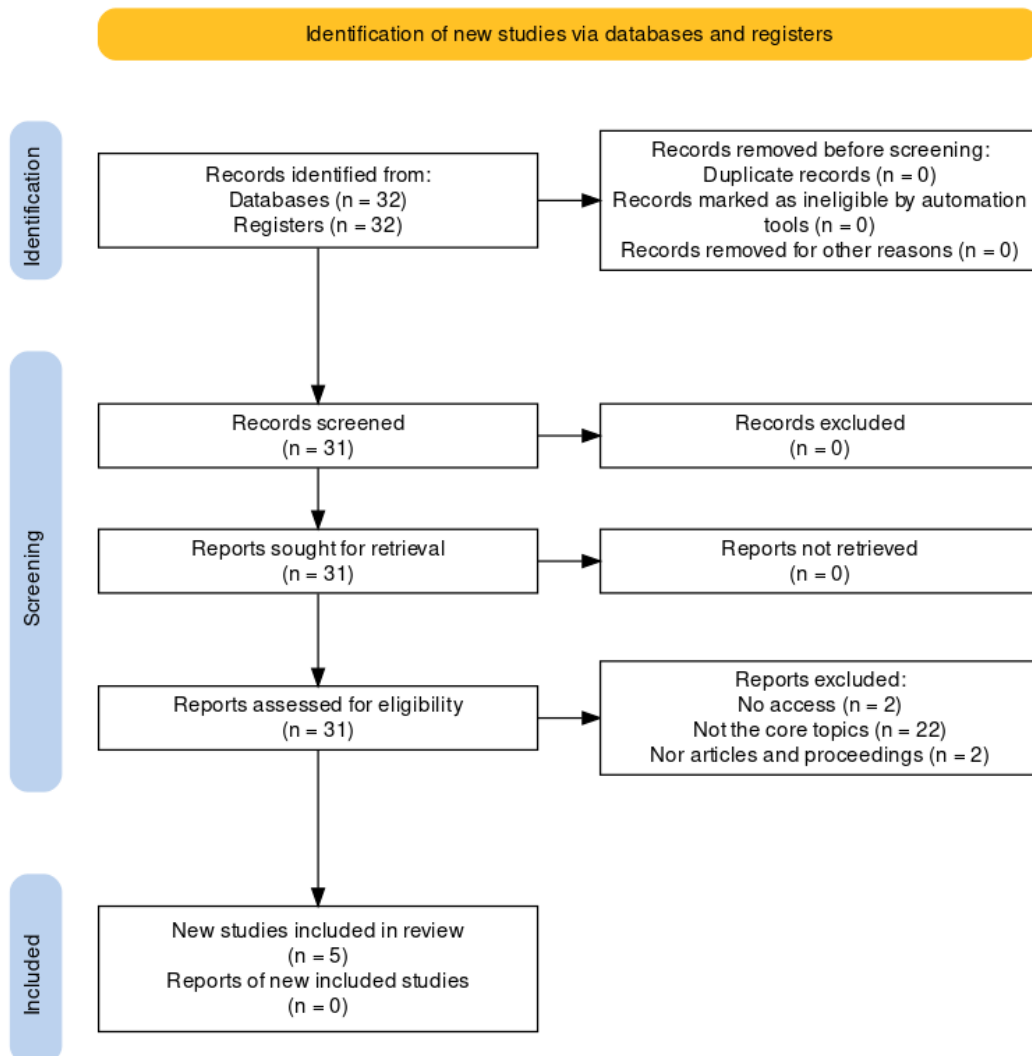 Identification of new studies via databases and registers
Identification
Records identified from:
Databases (n = 32)
Registers (n = 32)
Records removed before screening:
Duplicate records (n = 0)
Records marked as ineligible by automation
tools (n = 0)
Records removed for other reasons (n = 0)
Screening
Records screened
(n = 31)
Records excluded
(n = 0)
Reports sought for retrieval
(n = 31)
Reports not retrieved
(n = 0)
Reports assessed for eligibility
(n = 31)
Reports excluded:
No access (n = 2)
Not the core topics (n = 22)
Nor articles and proceedings (n = 2)
Included
New studies included in review
(n = 5)
Reports of new included studies
(n = 0)